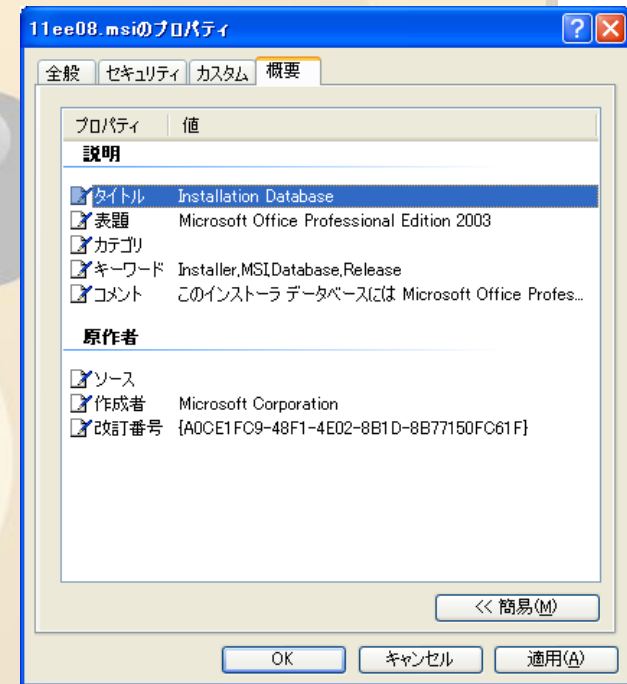 11ee08.msiのプロパティ
全般 セキュリティ カスタム 概要
プロパティ 値
説明
タイトル Installation Database
表題 Microsoft Office Professional Edition 2003
カテゴリ
キーワード Installer,MSI,Database,Release
コメント このインストーラ データベースには Microsoft Office Profes...
原作者
ソース
作成者 Microsoft Corporation
改訂番号 {A0CE1FC9-48F1-4E02-8B1D-8B77150FC61F}
<< 簡易(M)
OK キャンセル 適用(A)